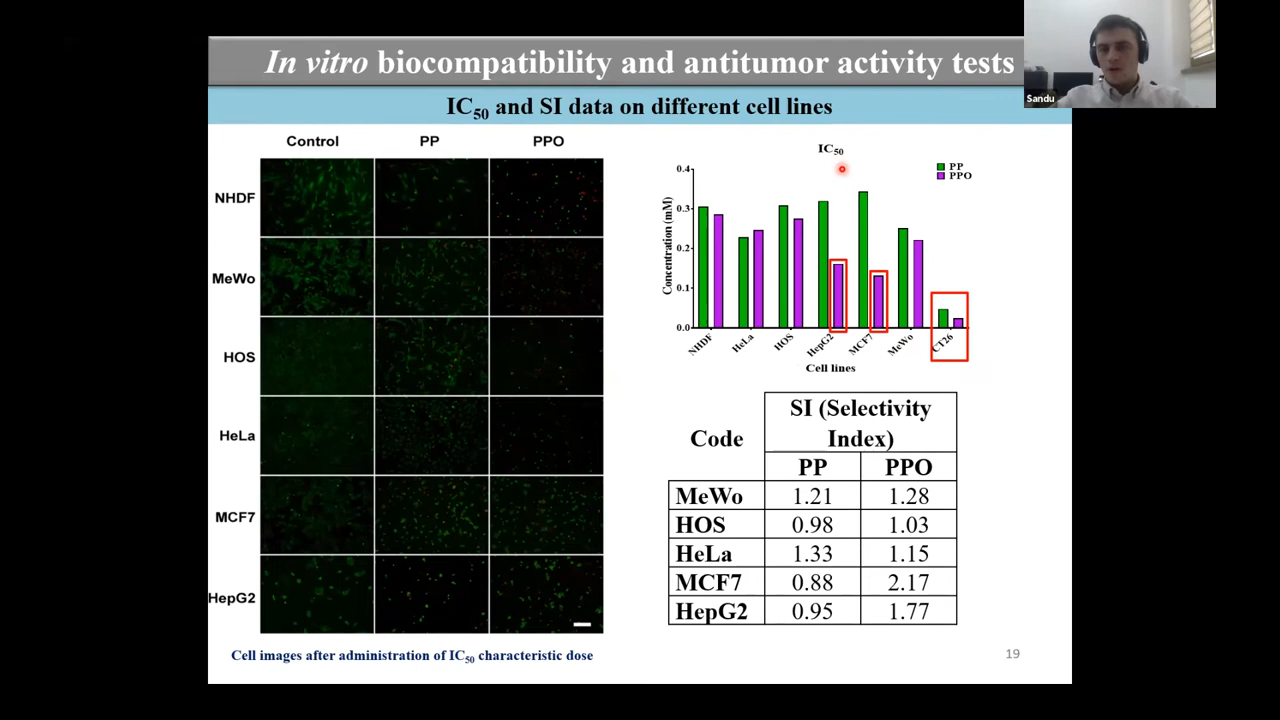 In vitro biocompatibility and antitumor activity tests
Sandu
IC50 and SI data on different cell lines
Control PP PPO
NHDF
MeWo
HOS
HeLa
MCF7
HepG2
Cell images after administration of IC50 characteristic dose
IC50
PP
PPO
Concentration (mM)
0.4
0.3
0.2
0.1
0.0
NHDF HeLa HOS HepG2 MCF7 MeWo CT26
Cell lines
Code SI (Selectivity
Index)
PP PPO
MeWo 1.21 1.28
HOS 0.98 1.03
HeLa 1.33 1.15
MCF7 0.88 2.17
HepG2 0.95 1.77
19